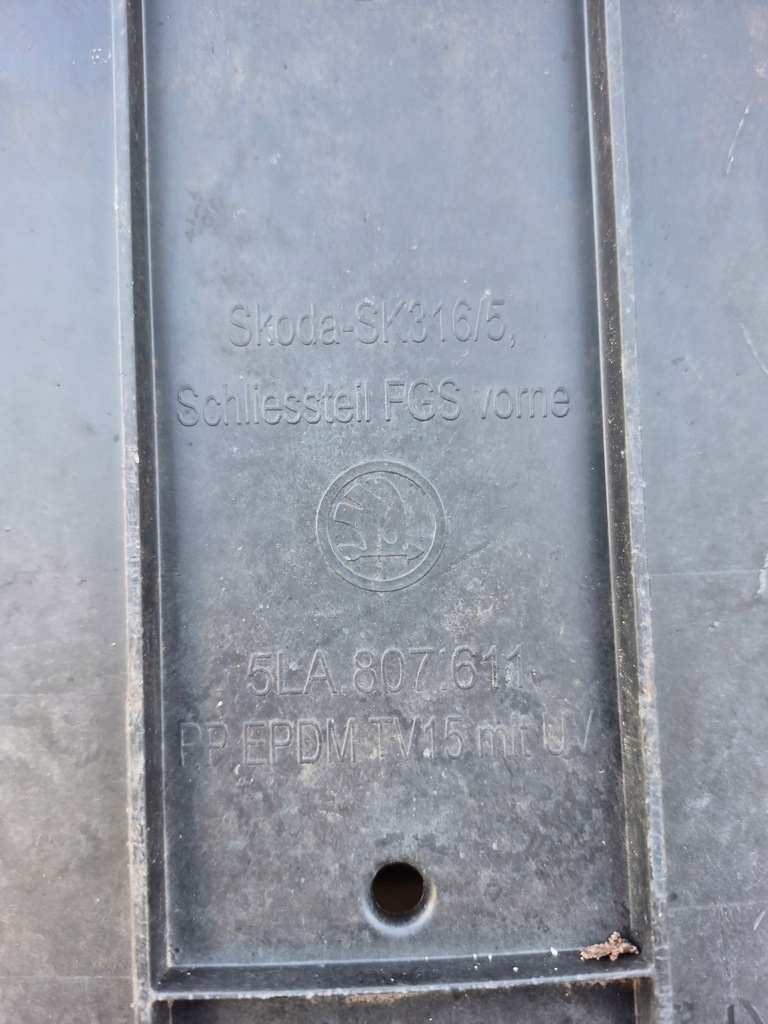 Skoda-SK316/5,
Schliessteil FGS vorne
5LA.807.611
PP EPDM TV15 mit UV